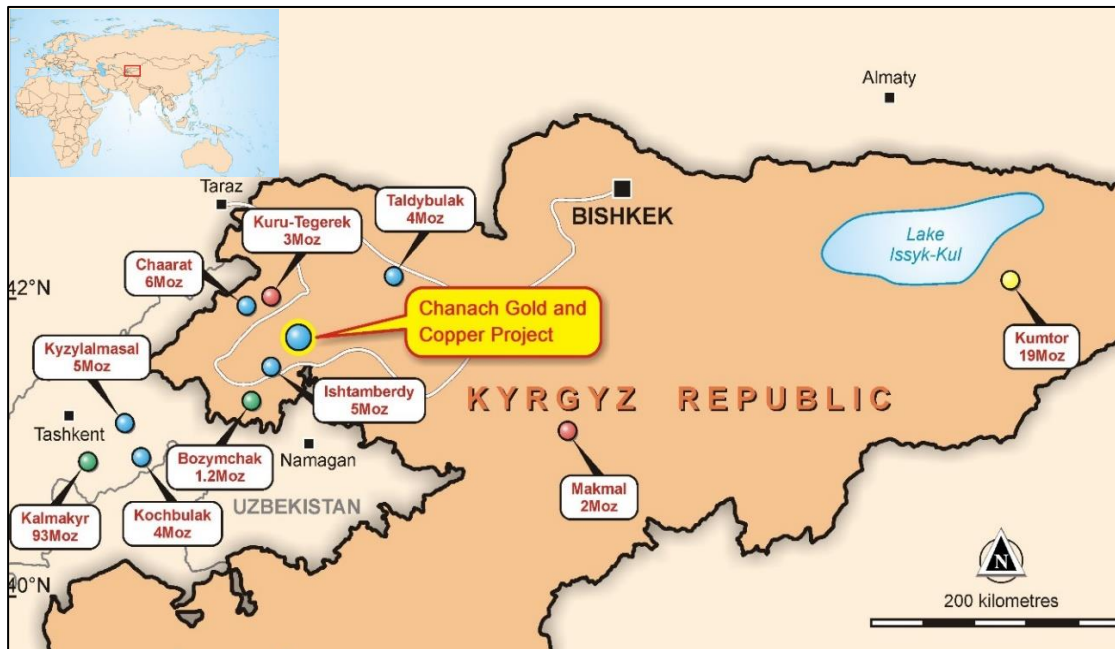 Almaty
Taraz
Kuru-Tegerek
3Moz
Taldybulak
4Moz
BISHKEK
Lake
Issyk-Kul
Chaarat
6Moz
42°N
Chanach Gold and
Copper Project
Kumtor
19Moz
Kyzylalmasal
5Moz
Ishtamberdy
5Moz
KYRGYZ REPUBLIC
Tashkent
Bozymchak
1.2Moz
Namagan
Makmal
2Moz
UZBEKISTAN
Kalmakyr
93Moz
Kochbulak
4Moz
N
40°N
200 kilometres